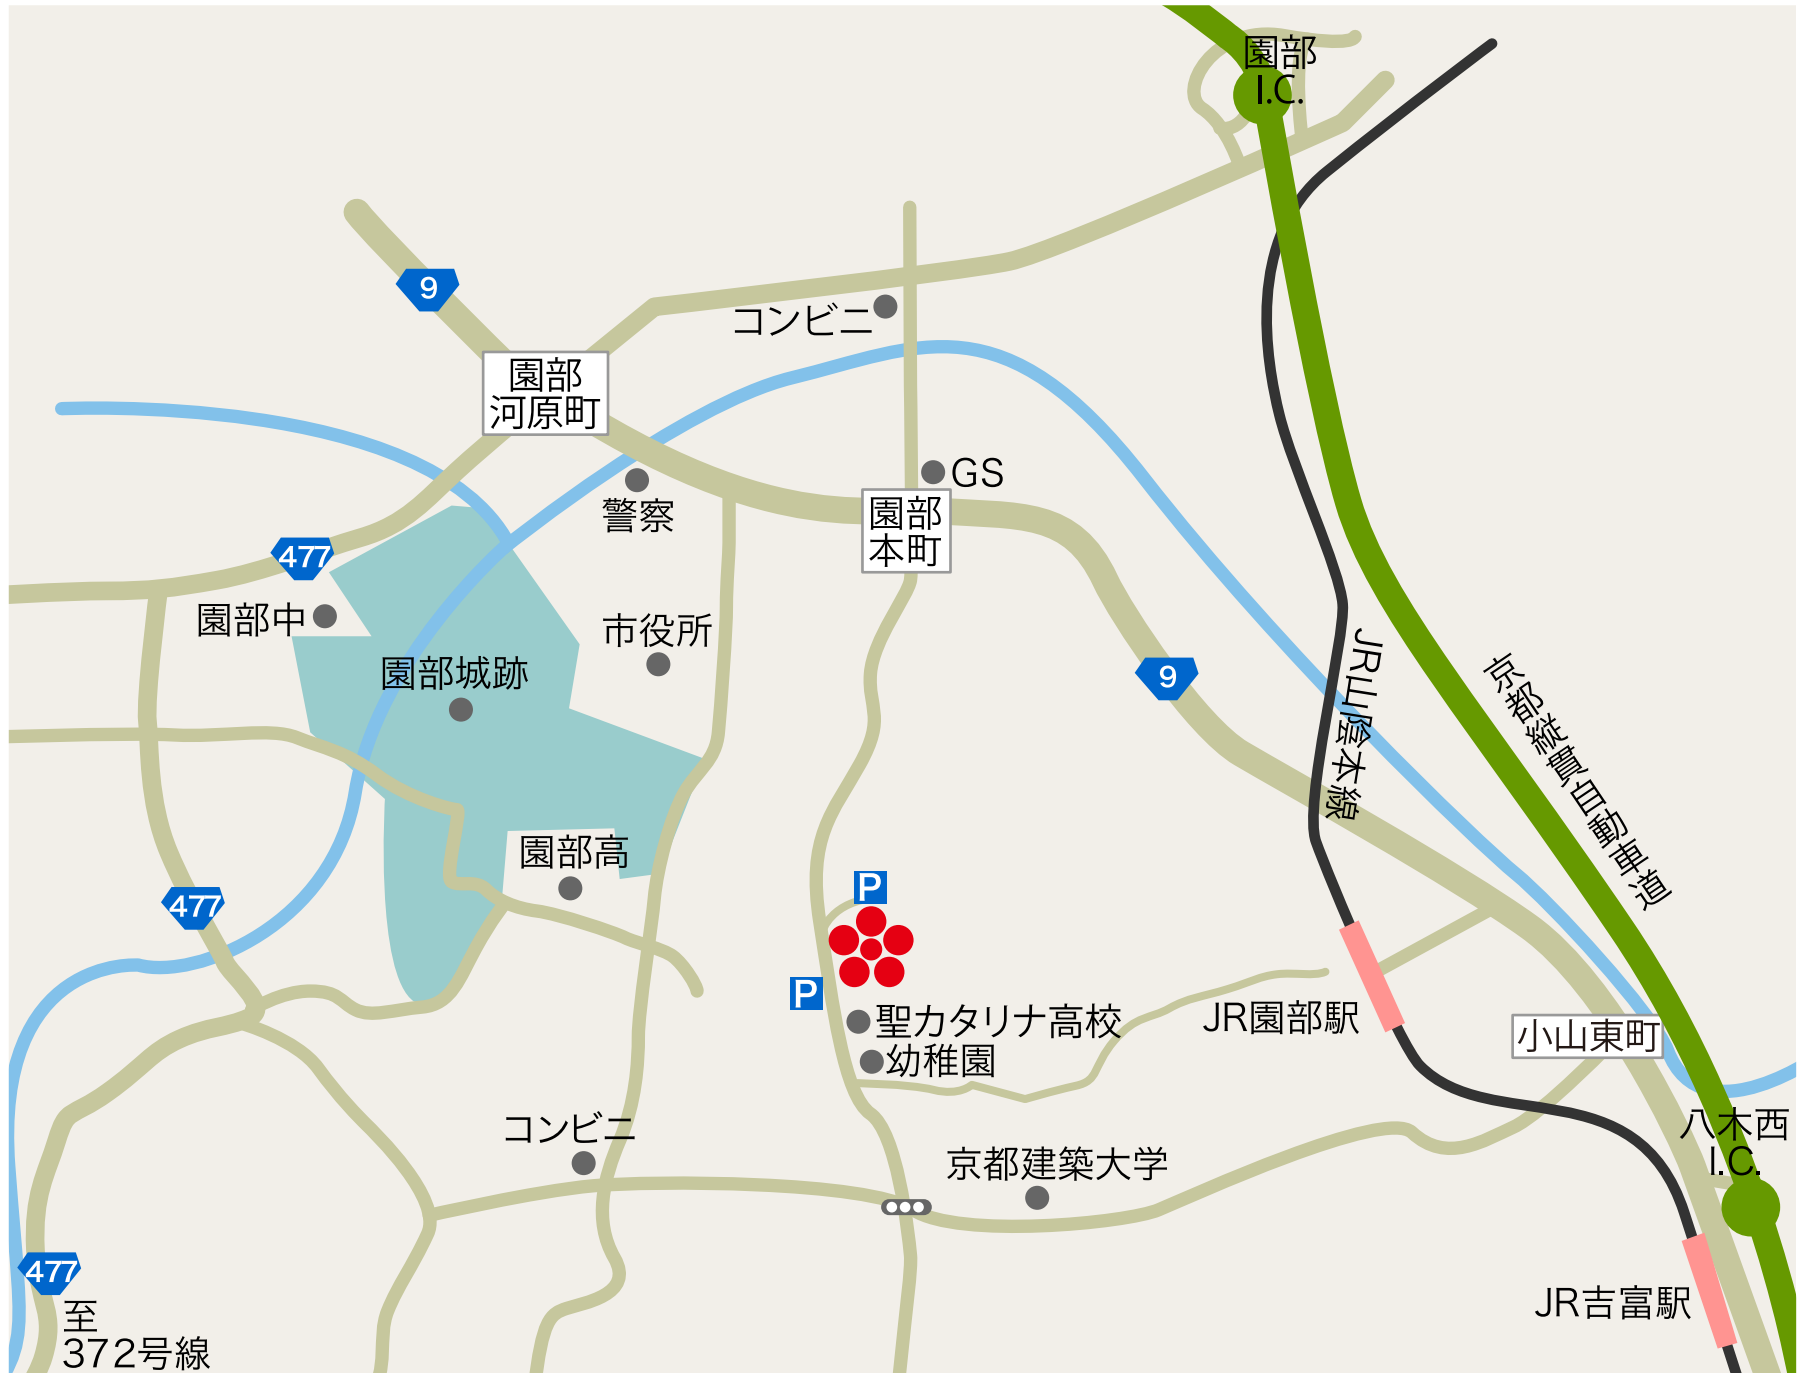 園部
I.C.
9
コンビニ
園部
河原町
GS
警察
園部
本町
477
園部中
市役所
園部城跡
9
JR山陰本線
京都縦貫自動車道
園部高
P
477
P
聖カタリナ高校
JR園部駅
小山東町
幼稚園
コンビニ
八木西
I.C.
京都建築大学
477
至
372号線
JR吉富駅